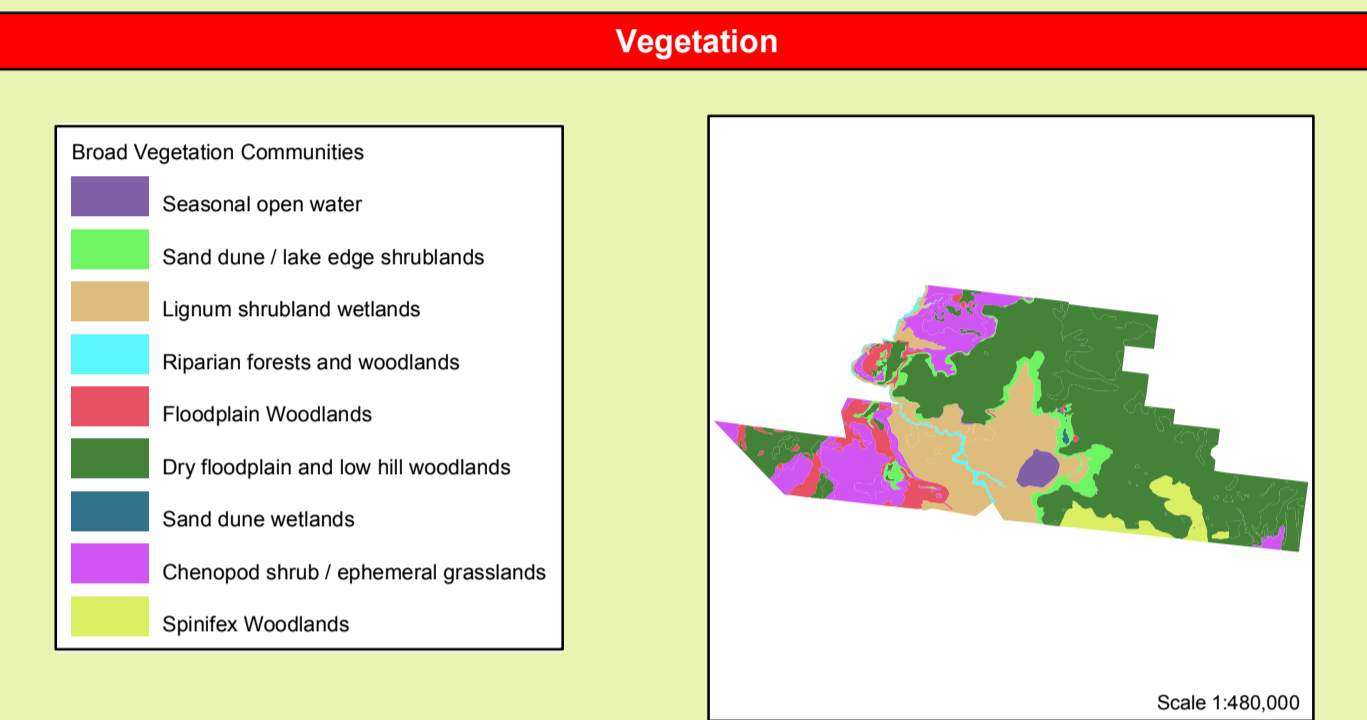 Vegetation
Broad Vegetation Communities
Seasonal open water
Sand dune / lake edge shrublands
Lignum shrubland wetlands
Riparian forests and woodlands
Floodplain Woodlands
Dry floodplain and low hill woodlands
Sand dune wetlands
Chenopod shrub / ephemeral grasslands
Spinifex Woodlands
Scale 1:480,000